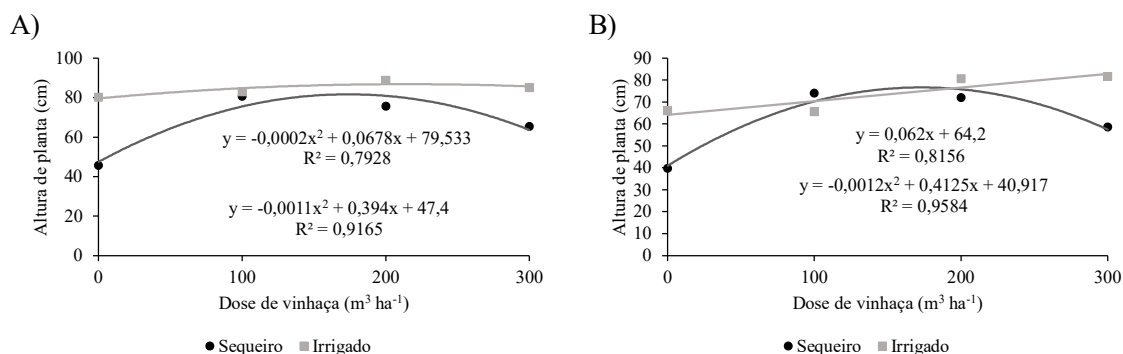 A)
Altura de planta (cm)
100
80
60
40
20
0
y = -0,0002x² + 0,0678x + 79,533
R² = 0,7928
y = -0,0011x² + 0,394x + 47,4
R² = 0,9165
0 100 200 300
Dose de vinhaça (m³ ha⁻¹)
Sequeiro Irrigado
B)
Altura de planta (cm)
90
80
70
60
50
40
30
20
10
0
y = 0,062x + 64,2
R² = 0,8156
y = -0,0012x² + 0,4125x + 40,917
R² = 0,9584
0 100 200 300
Dose de vinhaça (m³ ha⁻¹)
Sequeiro Irrigado